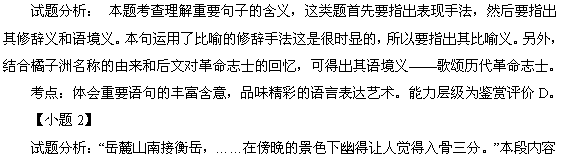 试题分析：  本题考查理解重要句子的含义，这类题首先要指出表现手法，然后要指出
其修辞义和语境义。本句运用了比喻的修辞手法这是很时显的，所以要指出其比喻义。另外，
结合橘子洲名称的由来和后文对革命志士的回忆，可得出其语境义——歌颂历代革命志士。
考点：体会重要语句的丰富含意，品味精彩的语言表达艺术。能力层级为鉴赏评价 D。
【小题 2】
试题分析：“岳麓山南接衡岳，……在傍晚的景色下幽得让人觉得入骨三分。”本段内容